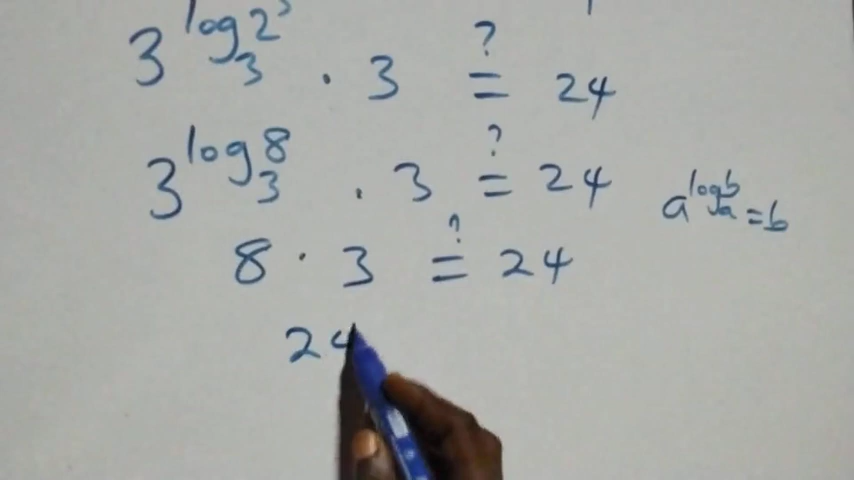 3^{log_3 2^3} · 3 ≟ 24
3^{log_3 8} · 3 ≟ 24
a^{log_a b} = b
8 · 3 ≟ 24
24